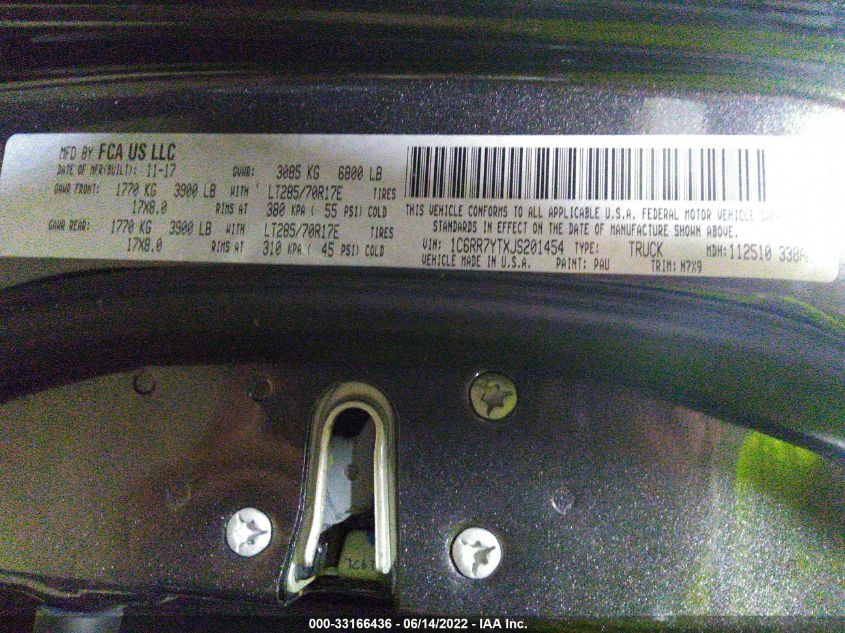 MFD BY FCA US LLC
DATE OF MFR(BUILT): 11-17 GVWR: 3085 KG 6800 LB
GAWR FRONT: 1770 KG 3900 LB WITH LT285/70R17E TIRES
17X8.0 RIMS AT 380 KPA ( 55 PSI) COLD
GAWR REAR: 1770 KG 3900 LB WITH LT285/70R17E TIRES
17X8.0 RIMS AT 310 KPA ( 45 PSI) COLD
THIS VEHICLE CONFORMS TO ALL APPLICABLE U.S.A. FEDERAL MOTOR VEHICLE
STANDARDS IN EFFECT ON THE DATE OF MANUFACTURE SHOWN ABOVE.
VIN: 1C6RR7YTXJS201454 TYPE: TRUCK MDH: 112510 338A
VEHICLE MADE IN U.S.A. PAINT: PAU TRIM: M7X9
000-33166436 - 06/14/2022 - IAA Inc.